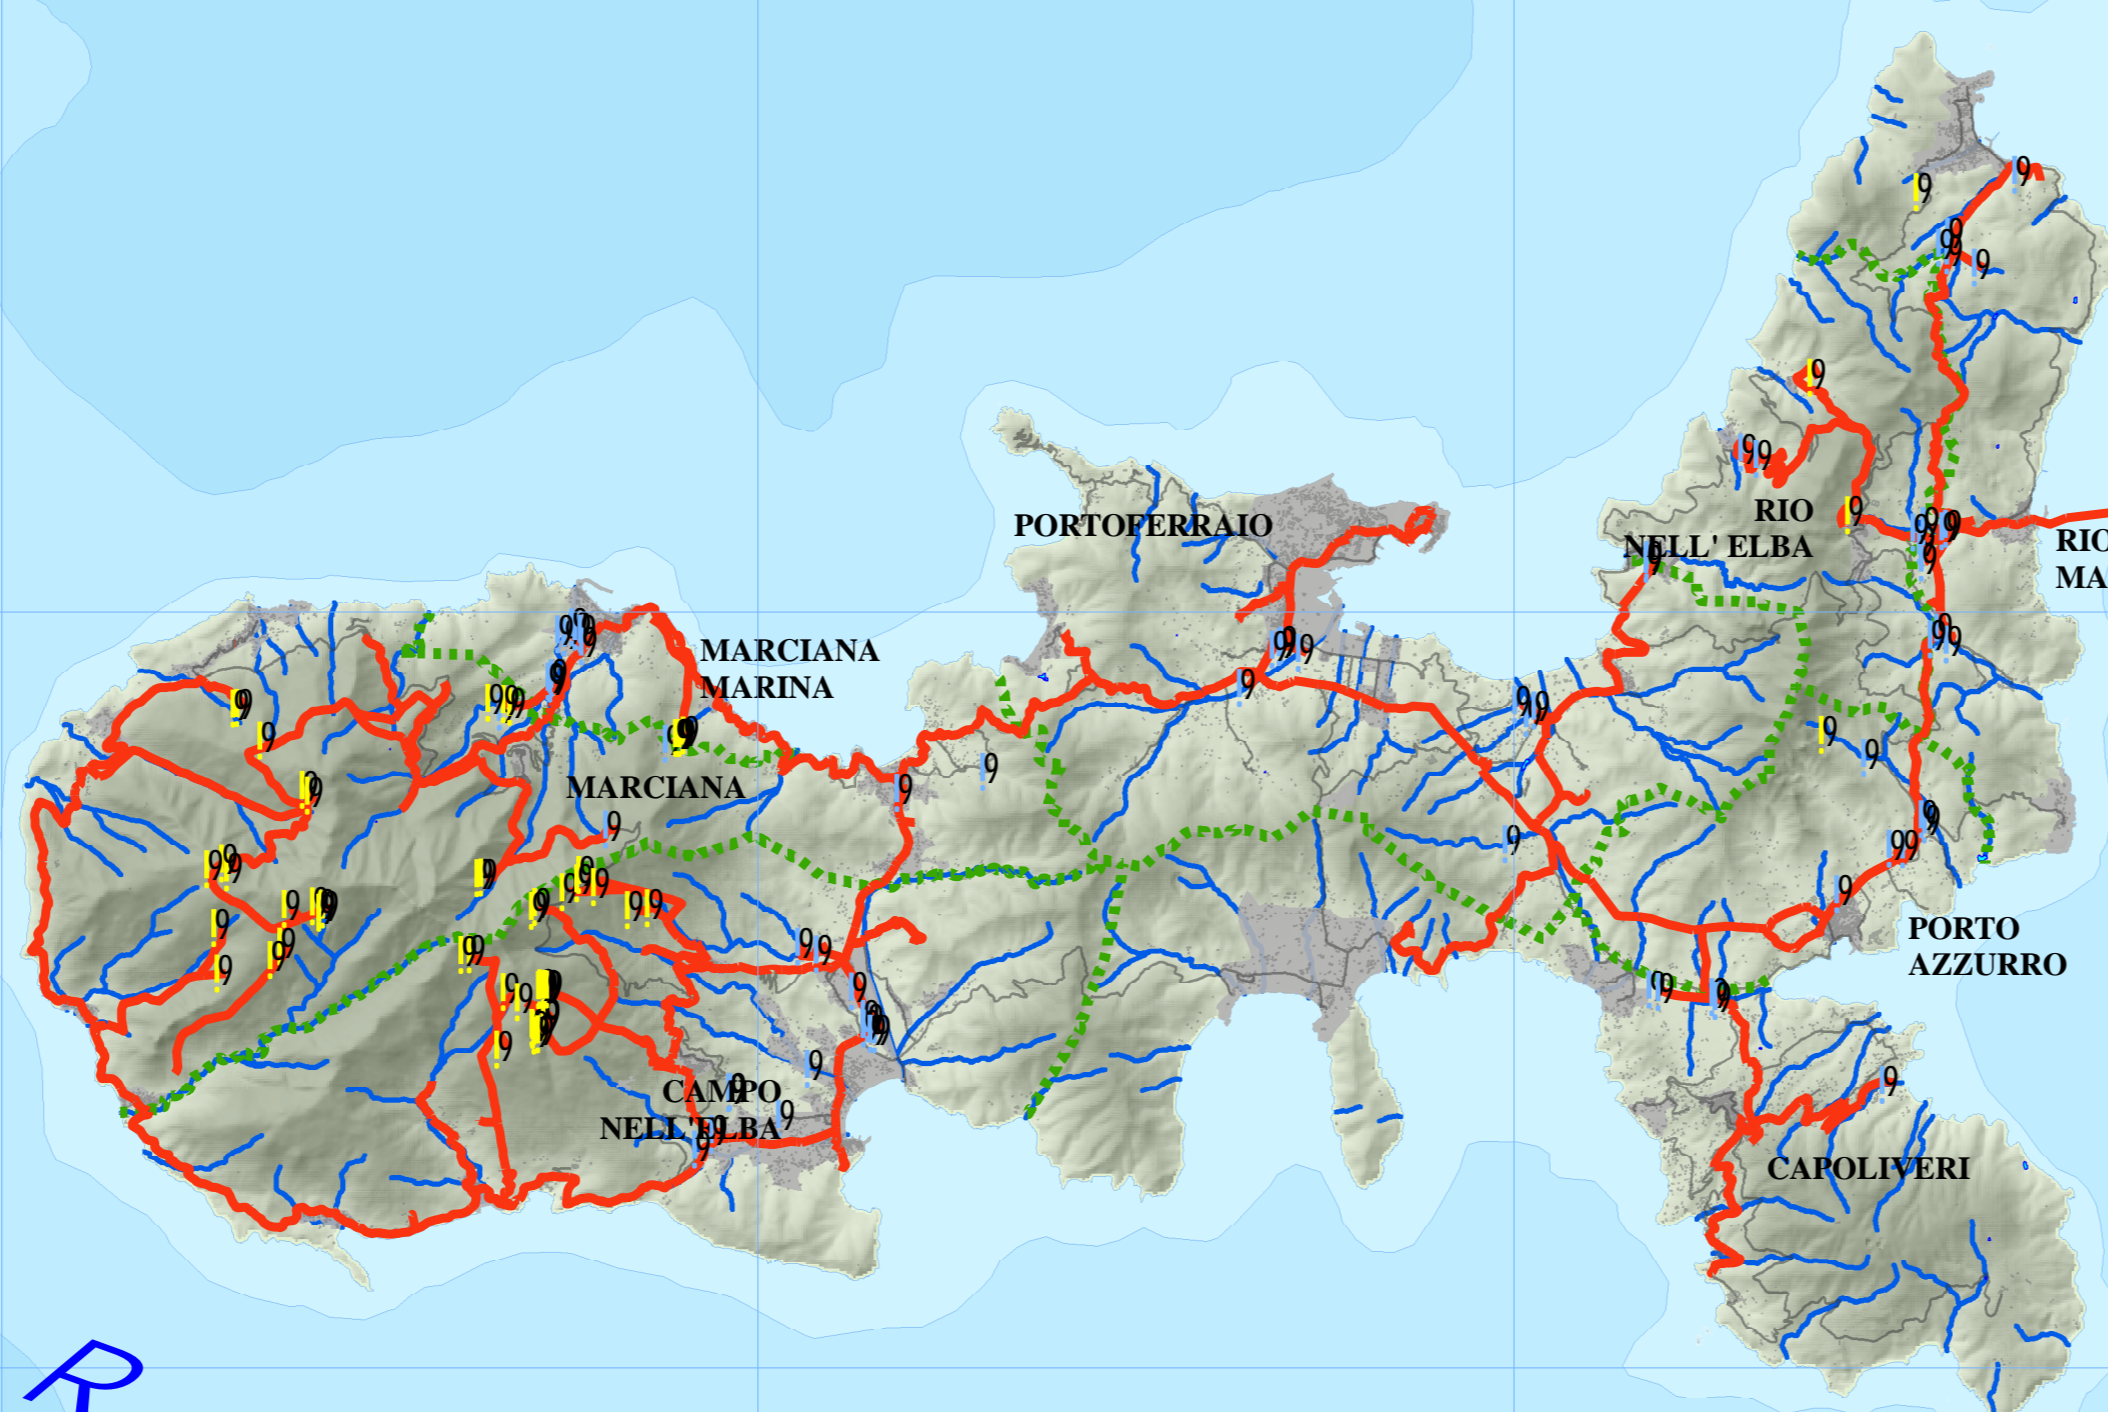 PORTOFERRAIO
RIO
NELL' ELBA
RIO
MA
MARCIANA
MARINA
MARCIANA
PORTO
AZZURRO
CAMPO
NELL'ELBA
CAPOLIVERI
R